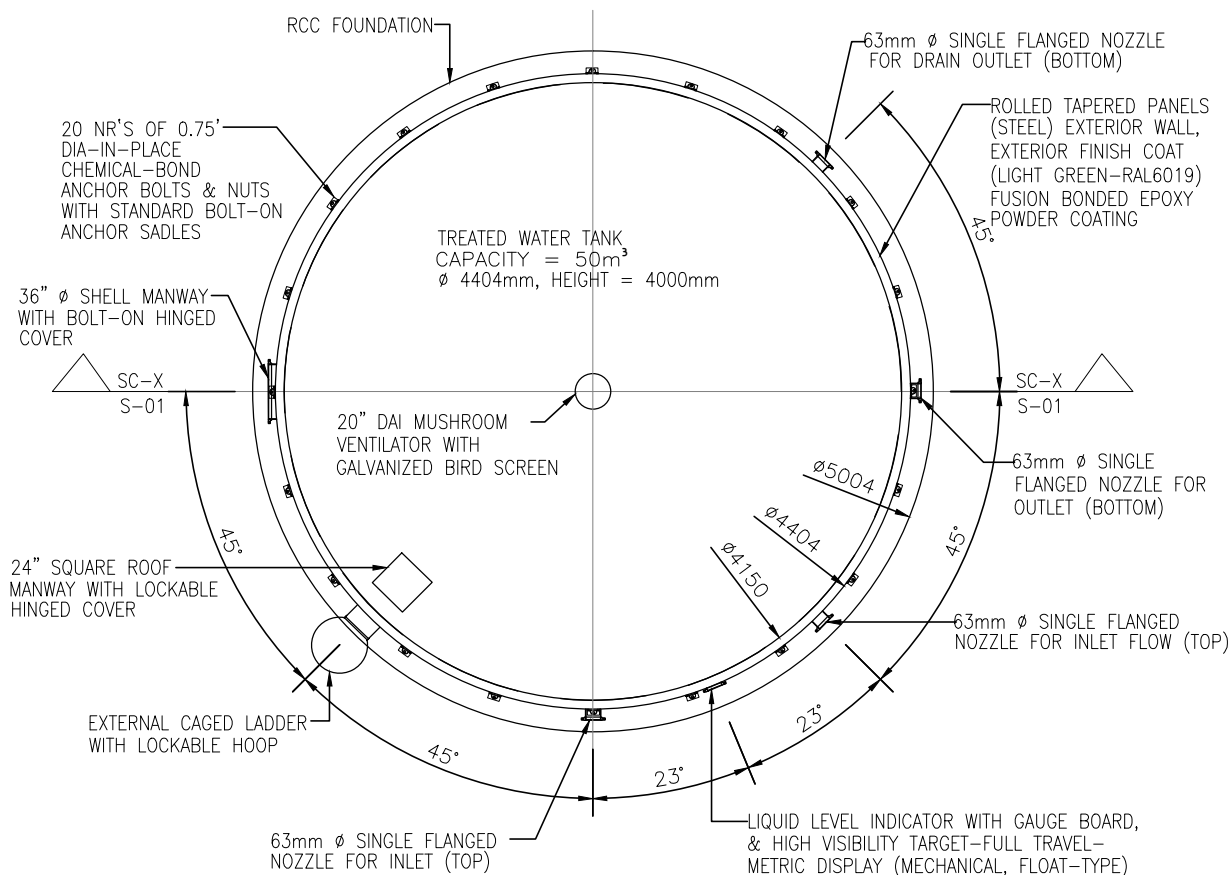 RCC FOUNDATION
63mm ø SINGLE FLANGED NOZZLE
FOR DRAIN OUTLET (BOTTOM)
20 NR'S OF 0.75'
DIA-IN-PLACE
CHEMICAL-BOND
ANCHOR BOLTS & NUTS
WITH STANDARD BOLT-ON
ANCHOR SADLES
ROLLED TAPERED PANELS
(STEEL) EXTERIOR WALL,
EXTERIOR FINISH COAT
(LIGHT GREEN-RAL6019)
FUSION BONDED EPOXY
POWDER COATING
45°
TREATED WATER TANK
CAPACITY = 50m³
ø 4404mm, HEIGHT = 4000mm
36" ø SHELL MANWAY
WITH BOLT-ON HINGED
COVER
SC-X
S-01
SC-X
S-01
20" DAI MUSHROOM
VENTILATOR WITH
GALVANIZED BIRD SCREEN
63mm ø SINGLE
FLANGED NOZZLE FOR
OUTLET (BOTTOM)
ø5004
ø4404
ø4150
45°
45°
24" SQUARE ROOF
MANWAY WITH LOCKABLE
HINGED COVER
63mm ø SINGLE FLANGED
NOZZLE FOR INLET FLOW (TOP)
EXTERNAL CAGED LADDER
WITH LOCKABLE HOOP
45°
23°
23°
63mm ø SINGLE FLANGED
NOZZLE FOR INLET (TOP)
LIQUID LEVEL INDICATOR WITH GAUGE BOARD,
& HIGH VISIBILITY TARGET-FULL TRAVEL-
METRIC DISPLAY (MECHANICAL, FLOAT-TYPE)